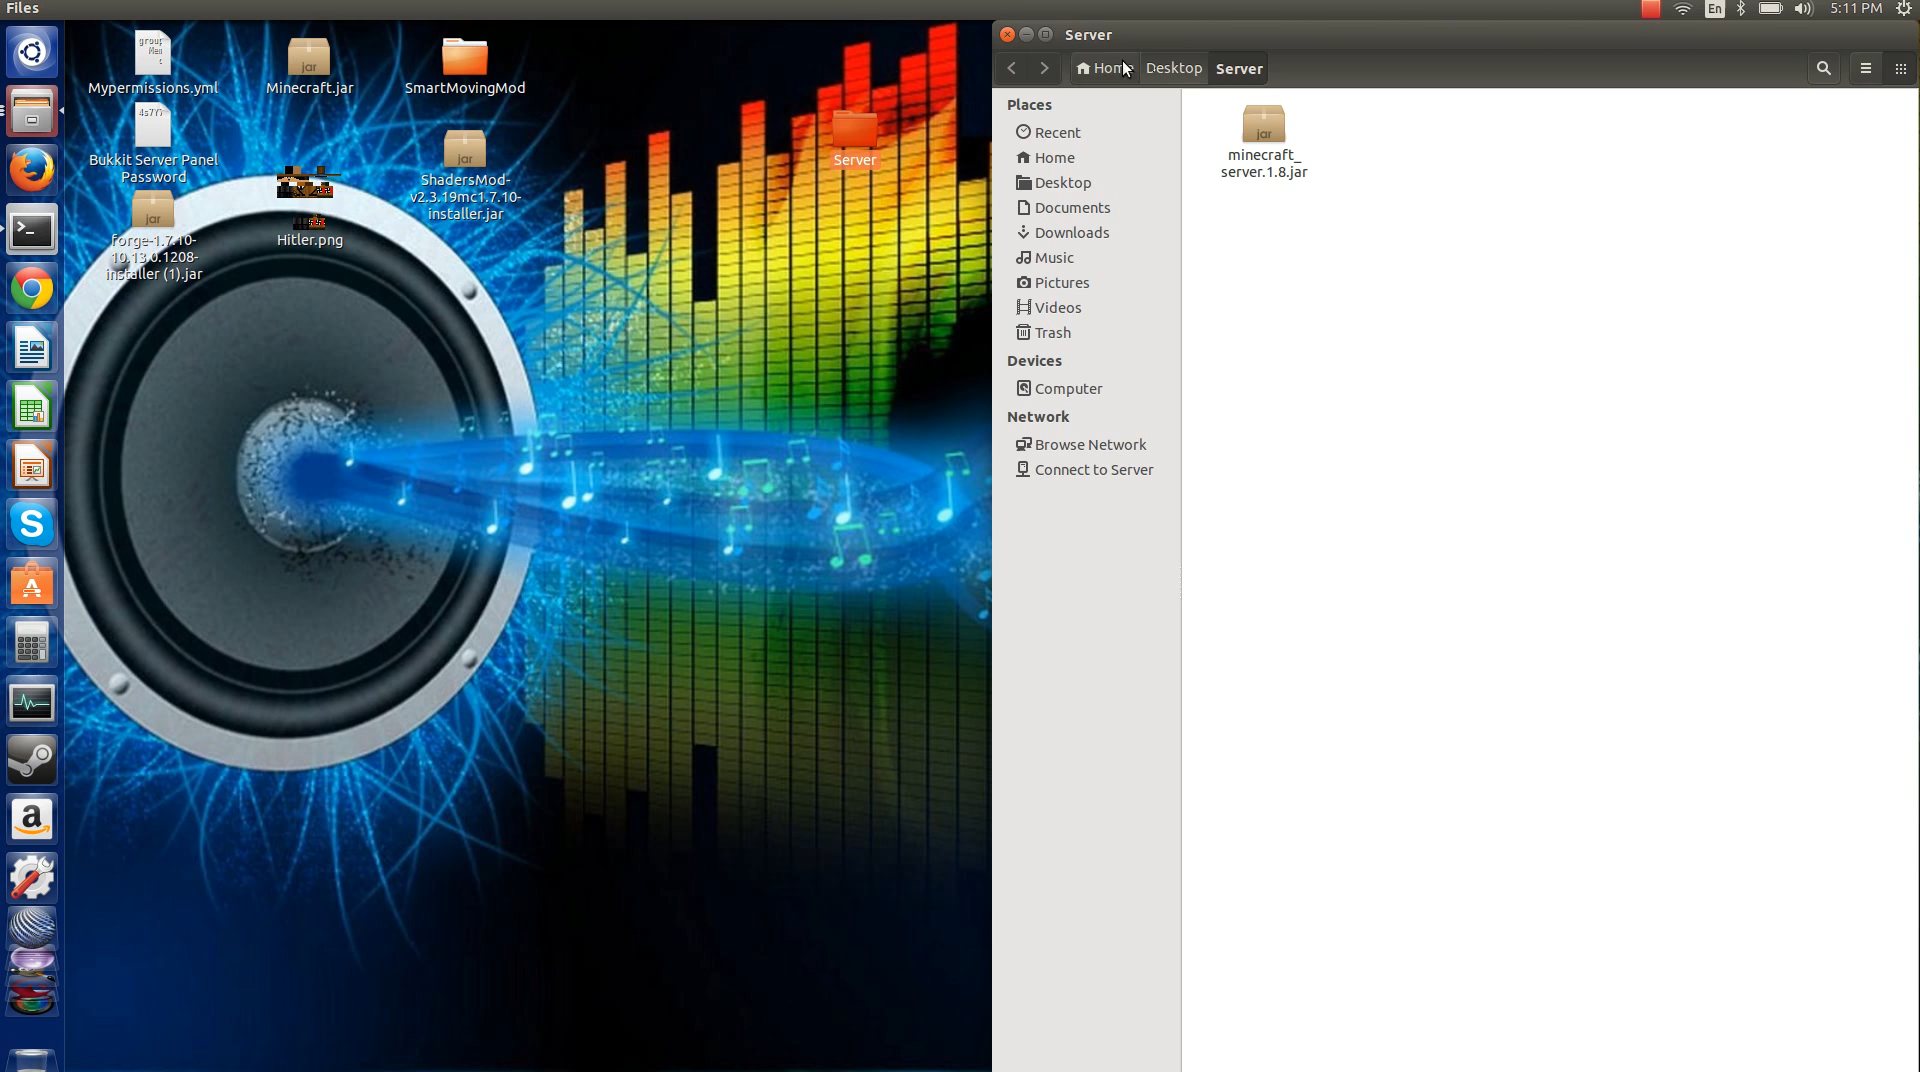 Files
En
5:11 PM
Mypermissions.yml
Minecraft.jar
SmartMovingMod
Bukkit Server Panel
Password
ShadersMod-
v2.3.19mc1.7.10-
installer.jar
forge-1.7.10-
10.13.0.1208-
installer (1).jar
Hitler.png
Server
jar
jar
jar
Server
Home
Desktop
Server
Places
Recent
Home
Desktop
Documents
Downloads
Music
Pictures
Videos
Trash
Devices
Computer
Network
Browse Network
Connect to Server
jar
minecraft_
server.1.8.jar